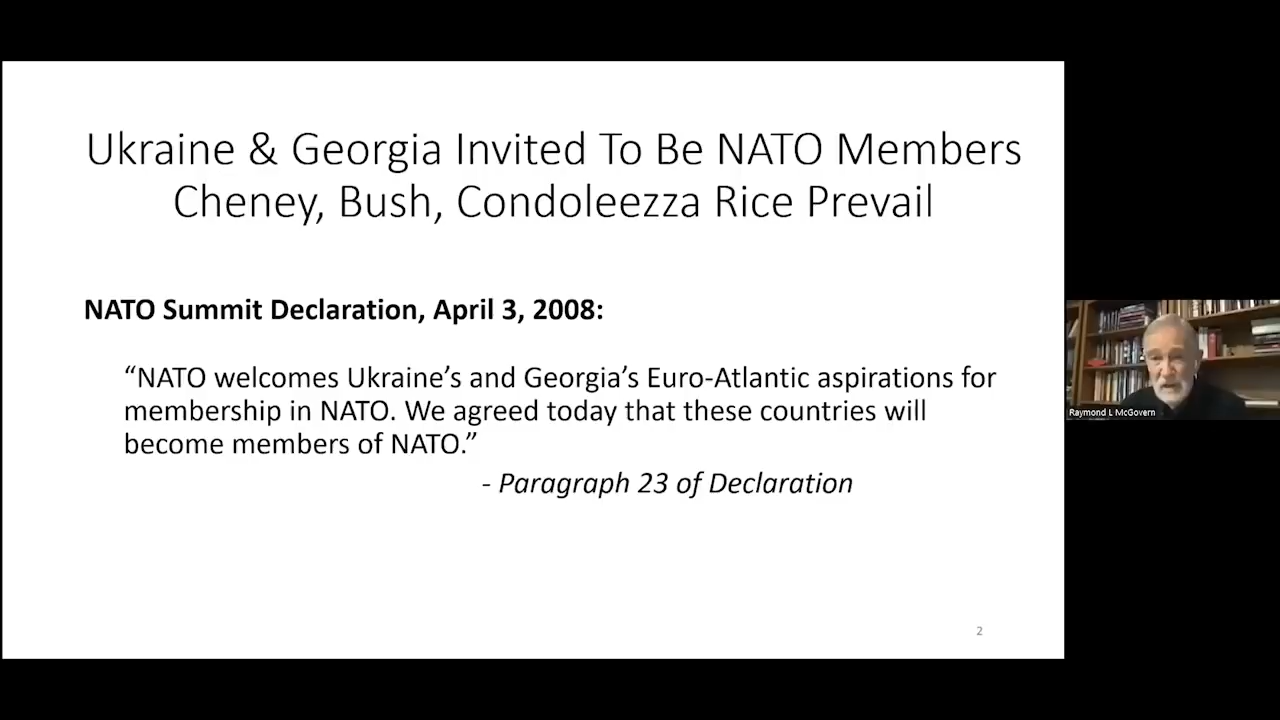 Ukraine & Georgia Invited To Be NATO Members
Cheney, Bush, Condoleezza Rice Prevail
NATO Summit Declaration, April 3, 2008:
“NATO welcomes Ukraine’s and Georgia’s Euro-Atlantic aspirations for
membership in NATO. We agreed today that these countries will
become members of NATO.”
- Paragraph 23 of Declaration
2
Raymond L McGovern